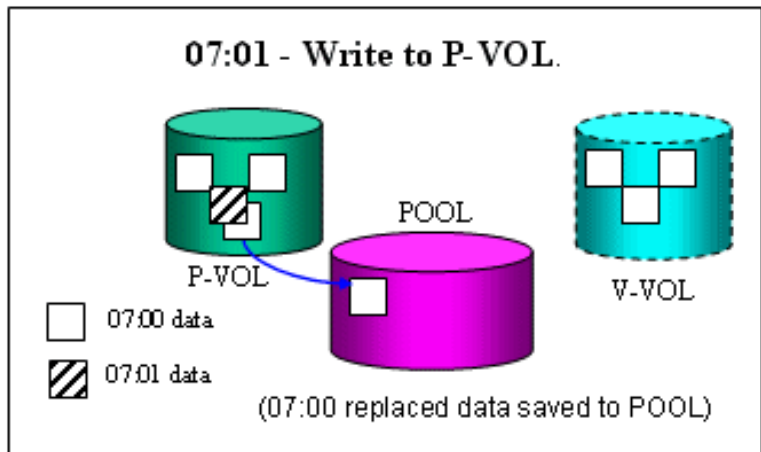 07:01 - Write to P-VOL.
POOL
P-VOL
V-VOL
07:00 data
07:01 data
(07:00 replaced data saved to POOL)